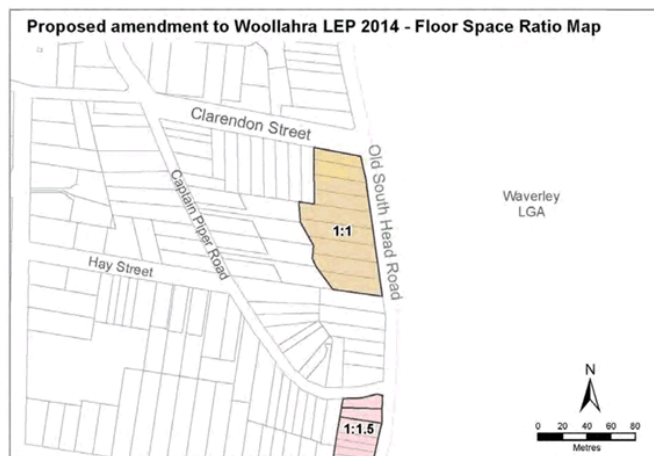 Proposed amendment to Woollahra LEP 2014 - Floor Space Ratio Map
Clarendon Street
Old South Head Road
Captain Piper Road
Waverley
LGA
1:1
Hay Street
1:1.5
N
0 20 40 60 80
Metres